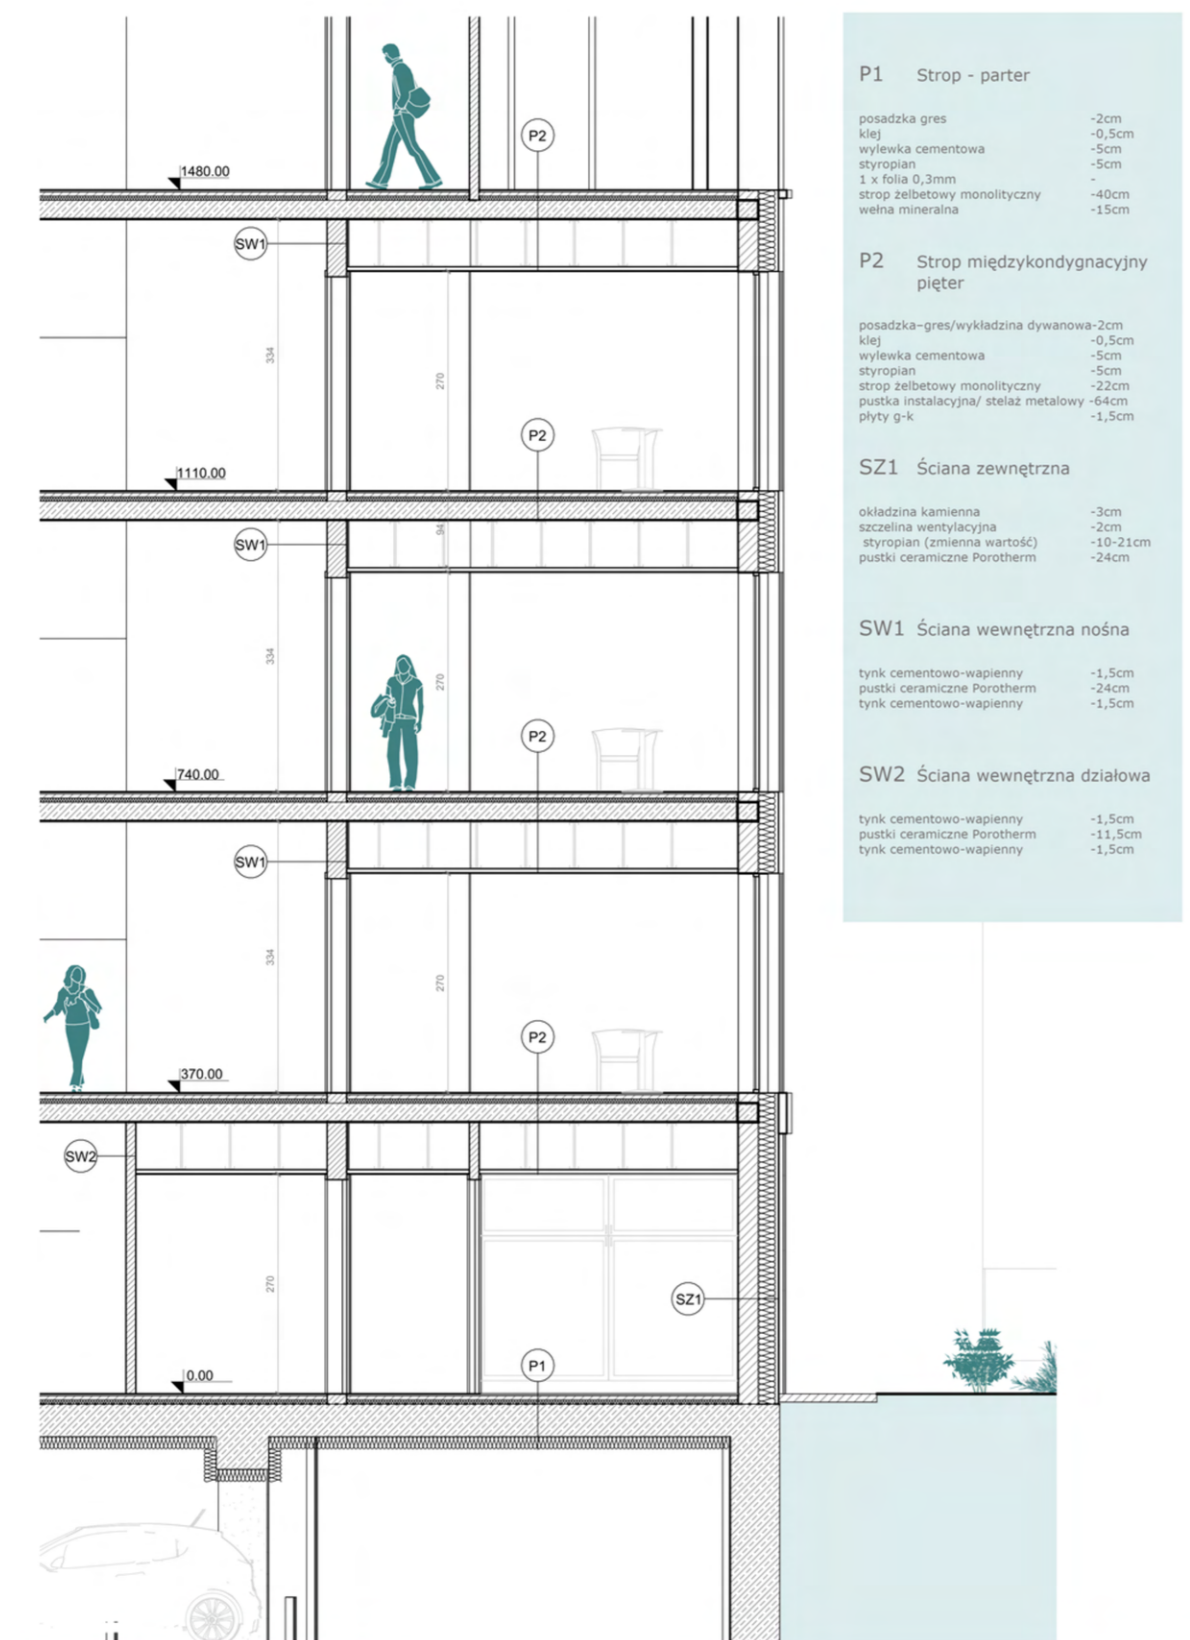 P1 Strop - parter
posadzka gres -2cm
klej -0,5cm
wylewka cementowa -5cm
styropian -5cm
1 x folia 0,3mm -
strop żelbetowy monolityczny -40cm
wełna mineralna -15cm
P2 Strop międzykondygnacyjny
pięter
posadzka–gres/wykładzina dywanowa-2cm
klej -0,5cm
wylewka cementowa -5cm
styropian -5cm
strop żelbetowy monolityczny -22cm
pustka instalacyjna/ stelaż metalowy -64cm
płyty g-k -1,5cm
SZ1 Ściana zewnętrzna
okładzina kamienna -3cm
szczelina wentylacyjna -2cm
styropian (zmienna wartość) -10-21cm
pustki ceramiczne Porotherm -24cm
SW1 Ściana wewnętrzna nośna
tynk cementowo-wapienny -1,5cm
pustki ceramiczne Porotherm -24cm
tynk cementowo-wapienny -1,5cm
SW2 Ściana wewnętrzna działowa
tynk cementowo-wapienny -1,5cm
pustki ceramiczne Porotherm -11,5cm
tynk cementowo-wapienny -1,5cm
P2
1480.00
SW1
334
270
P2
1110.00
94
SW1
334
270
P2
740.00
SW1
334
270
P2
370.00
SW2
270
SZ1
P1
0.00